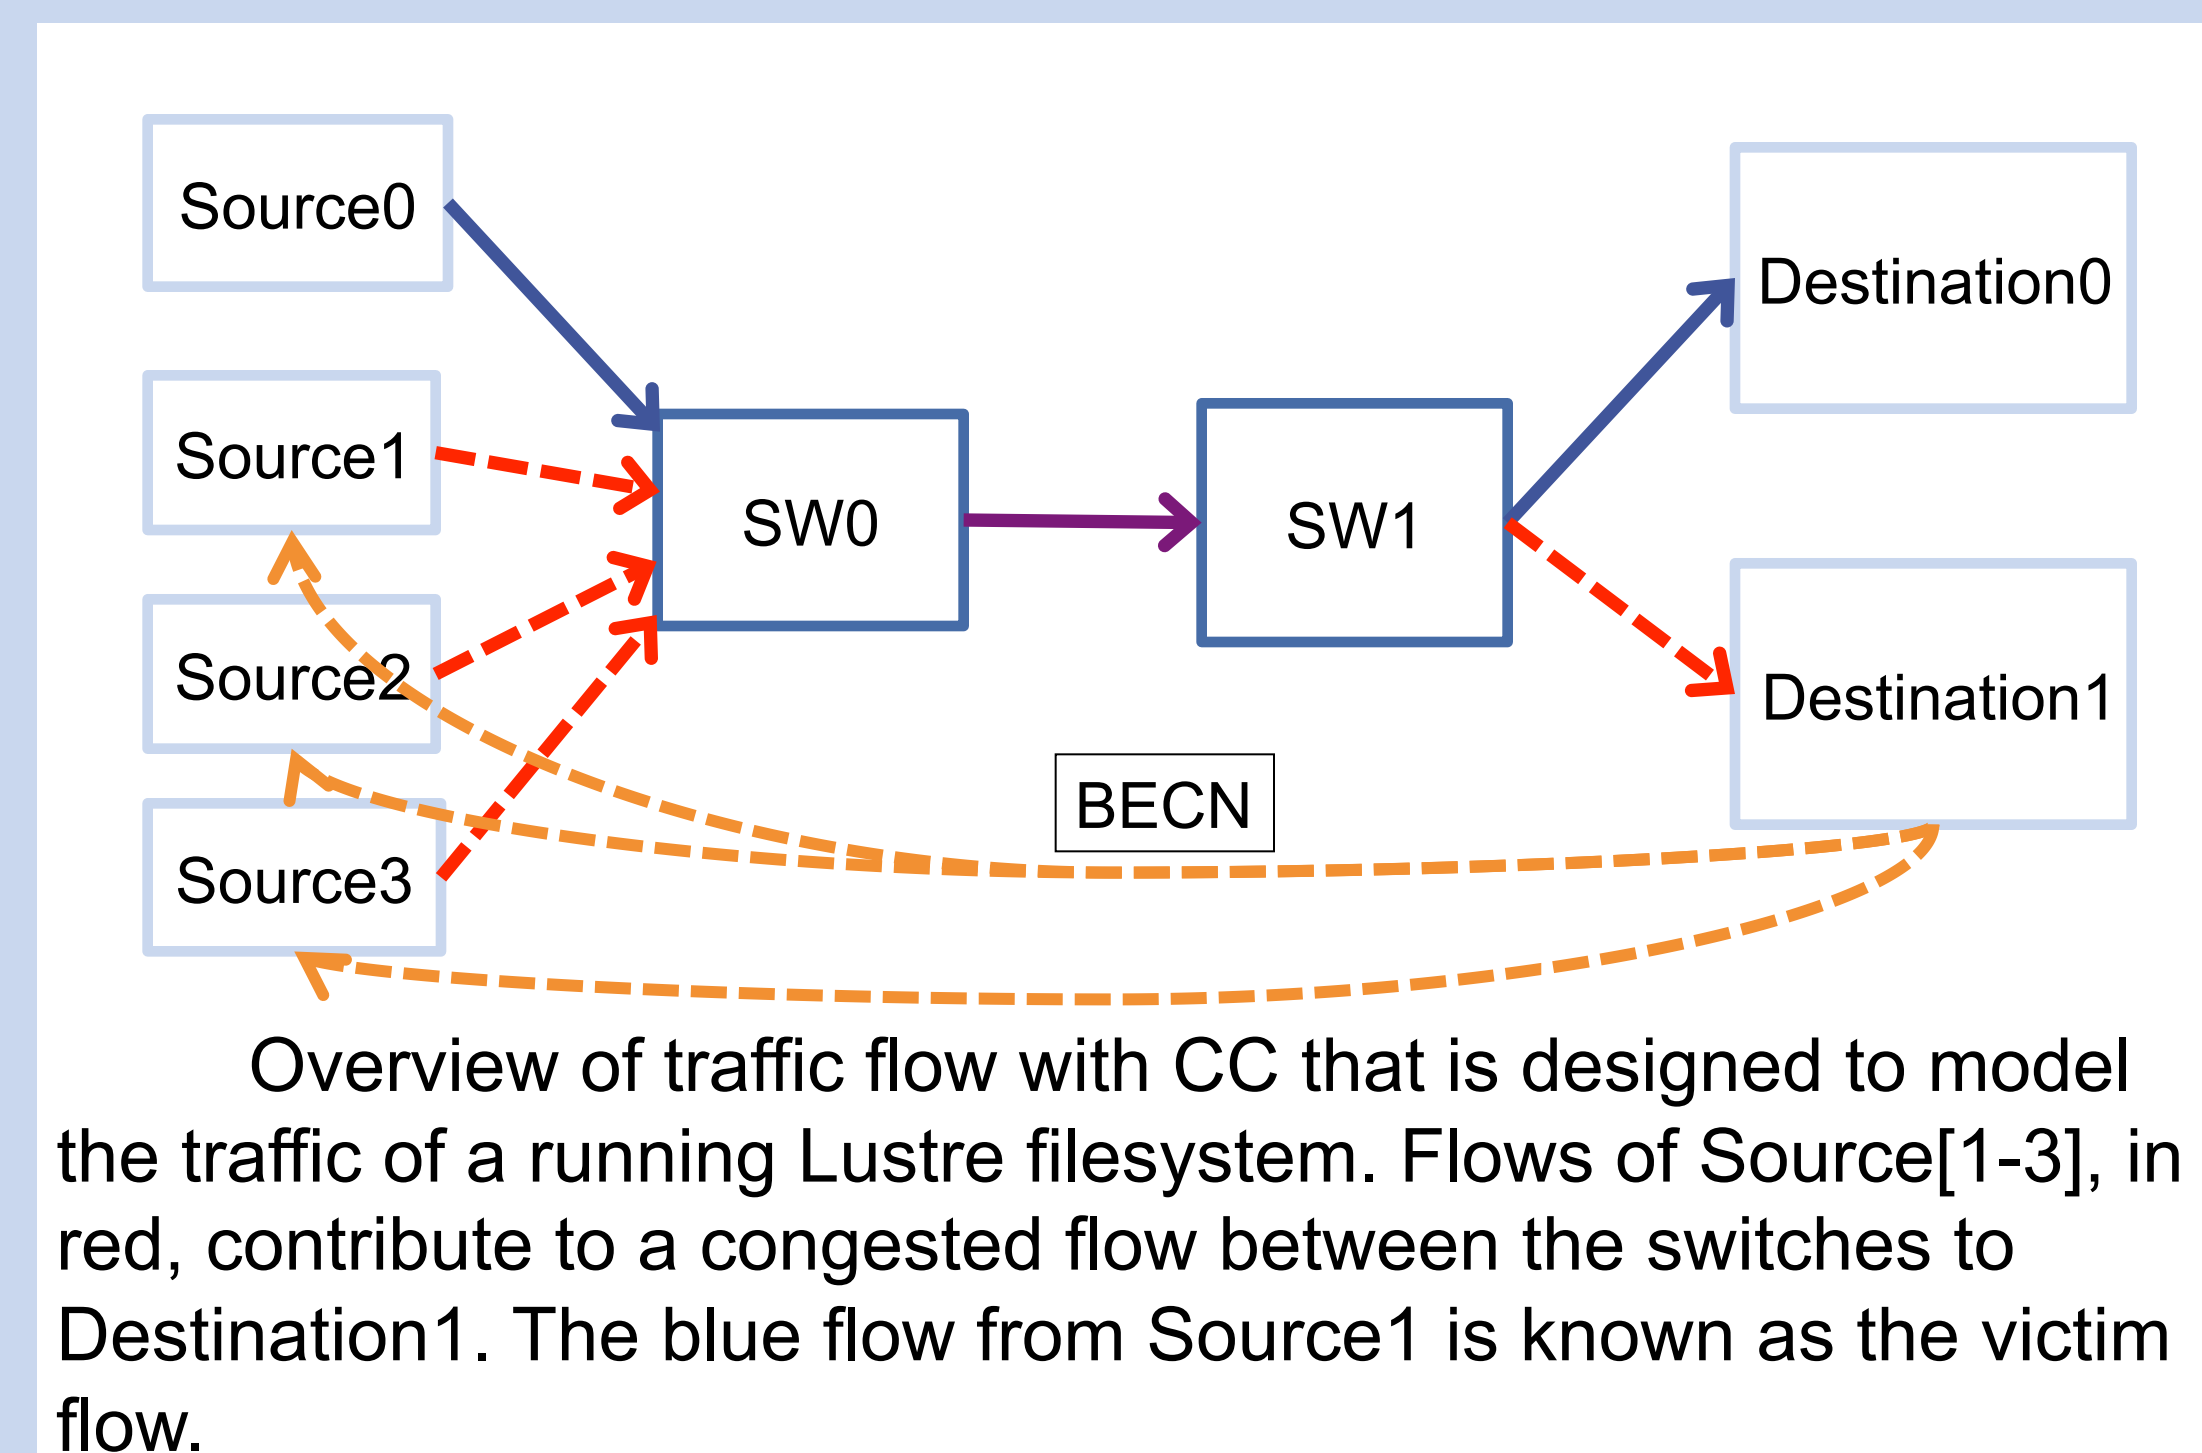 Source0
Destination0
Source1
SW0
SW1
Source2
Destination1
BECN
Source3
Overview of traffic flow with CC that is designed to model
the traffic of a running Lustre filesystem. Flows of Source[1-3], in
red, contribute to a congested flow between the switches to
Destination1. The blue flow from Source1 is known as the victim
flow.